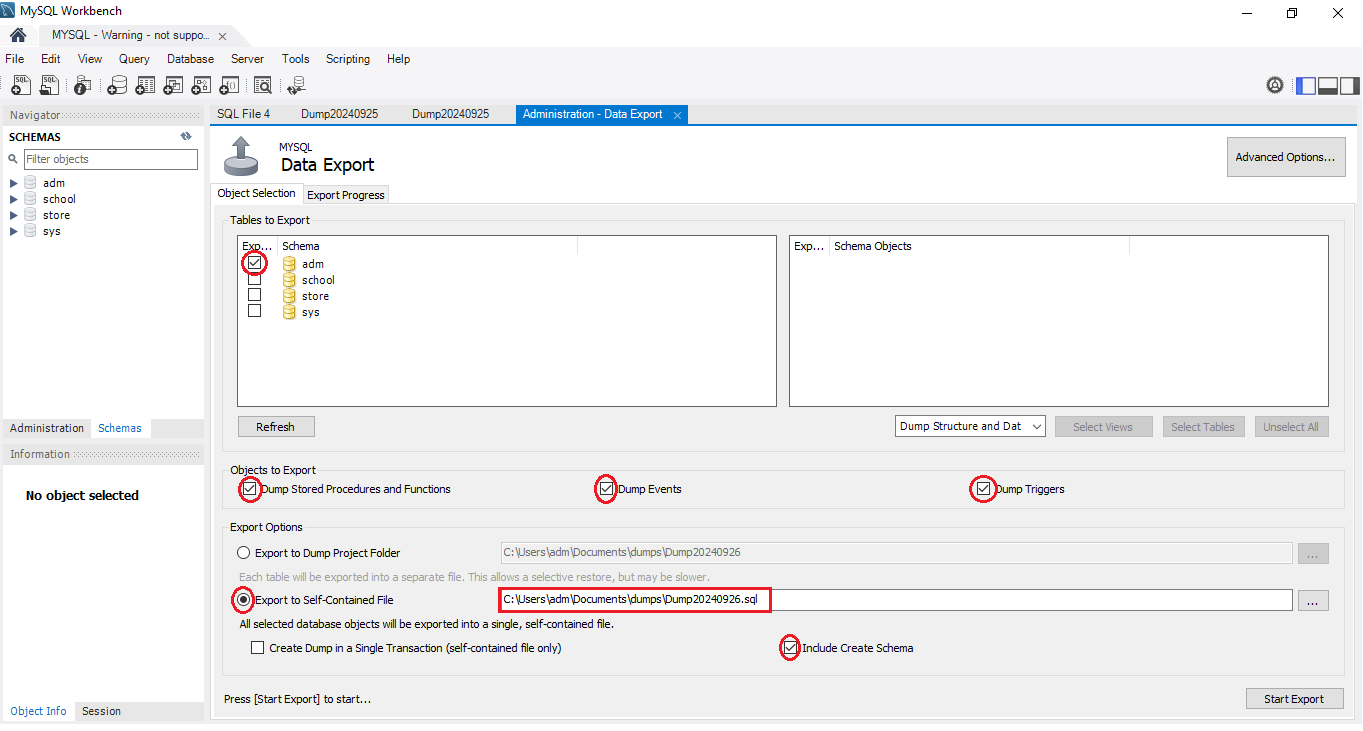 MySQL Workbench
MYSQL - Warning - not suppo...
File Edit View Query Database Server Tools Scripting Help
Navigator
SCHEMAS
Filter objects
adm
school
store
sys
Administration Schemas
Information
No object selected
Object Info Session
SQL File 4 Dump20240925 Dump20240925 Administration - Data Export
MYSQL
Data Export
Advanced Options...
Object Selection Export Progress
Tables to Export
Exp... Schema
adm
school
store
sys
Exp... Schema Objects
Refresh Dump Structure and Dat Select Views Select Tables Unselect All
Objects to Export
Dump Stored Procedures and Functions Dump Events Dump Triggers
Export Options
Export to Dump Project Folder C:\Users\adm\Documents\dumps\Dump20240926 ...
Each table will be exported into a separate file. This allows a selective restore, but may be slower.
Export to Self-Contained File C:\Users\adm\Documents\dumps\Dump20240926.sql ...
All selected database objects will be exported into a single, self-contained file.
Create Dump in a Single Transaction (self-contained file only) Include Create Schema
Press [Start Export] to start... Start Export